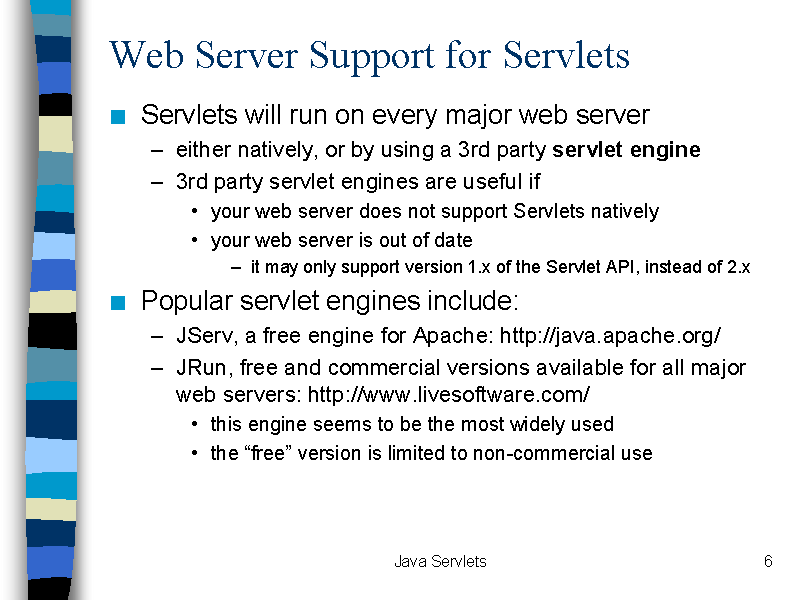 Web Server Support for Servlets
■ Servlets will run on every major web server
– either natively, or by using a 3rd party servlet engine
– 3rd party servlet engines are useful if
• your web server does not support Servlets natively
• your web server is out of date
– it may only support version 1.x of the Servlet API, instead of 2.x
■ Popular servlet engines include:
– JServ, a free engine for Apache: http://java.apache.org/
– JRun, free and commercial versions available for all major
web servers: http://www.livesoftware.com/
• this engine seems to be the most widely used
• the “free” version is limited to non-commercial use
Java Servlets
6